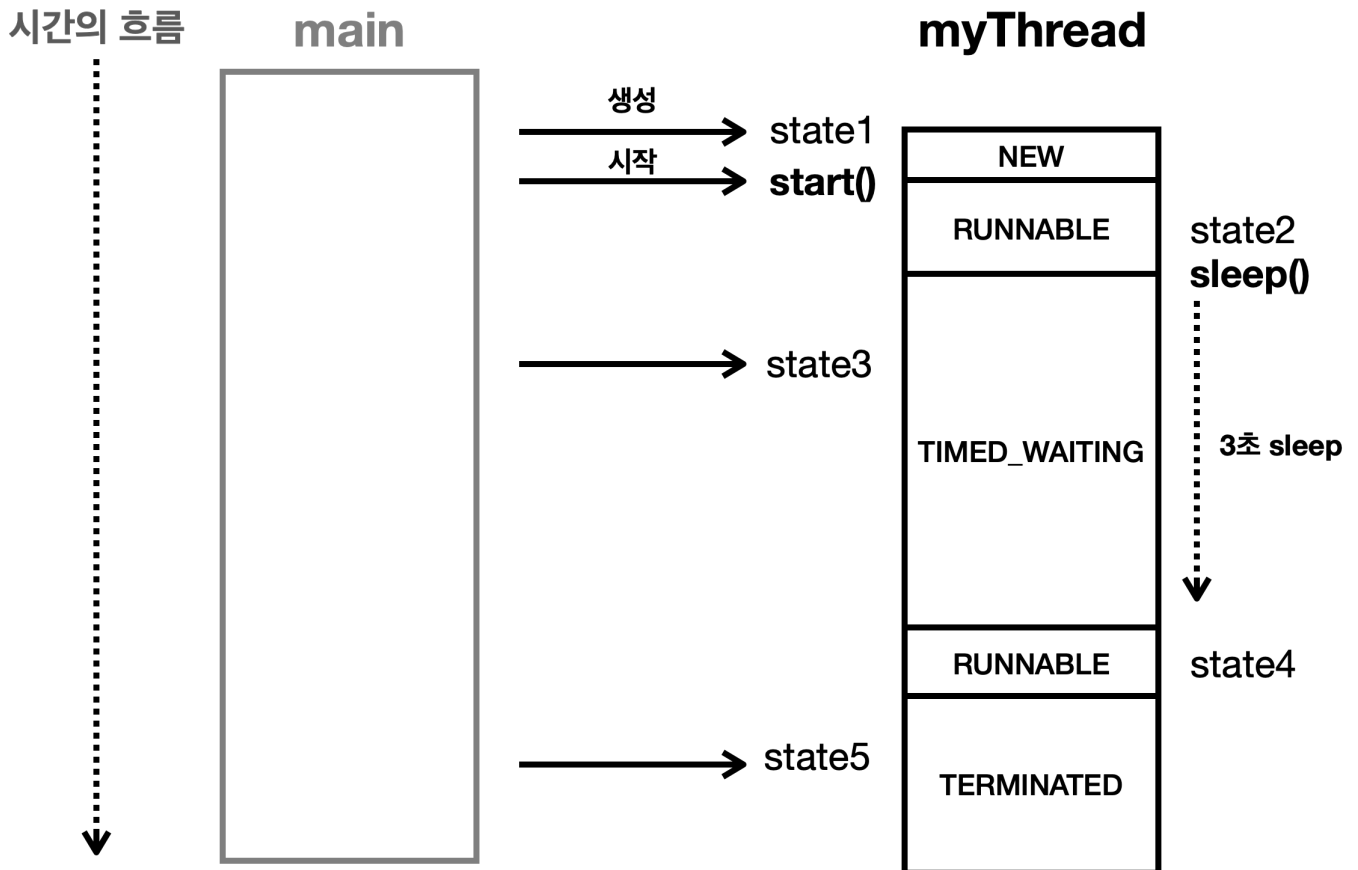 시간의 흐름
main
myThread
생성
state1
NEW
시작
start()
RUNNABLE
state2
sleep()
state3
TIMED_WAITING
3초 sleep
RUNNABLE
state4
state5
TERMINATED